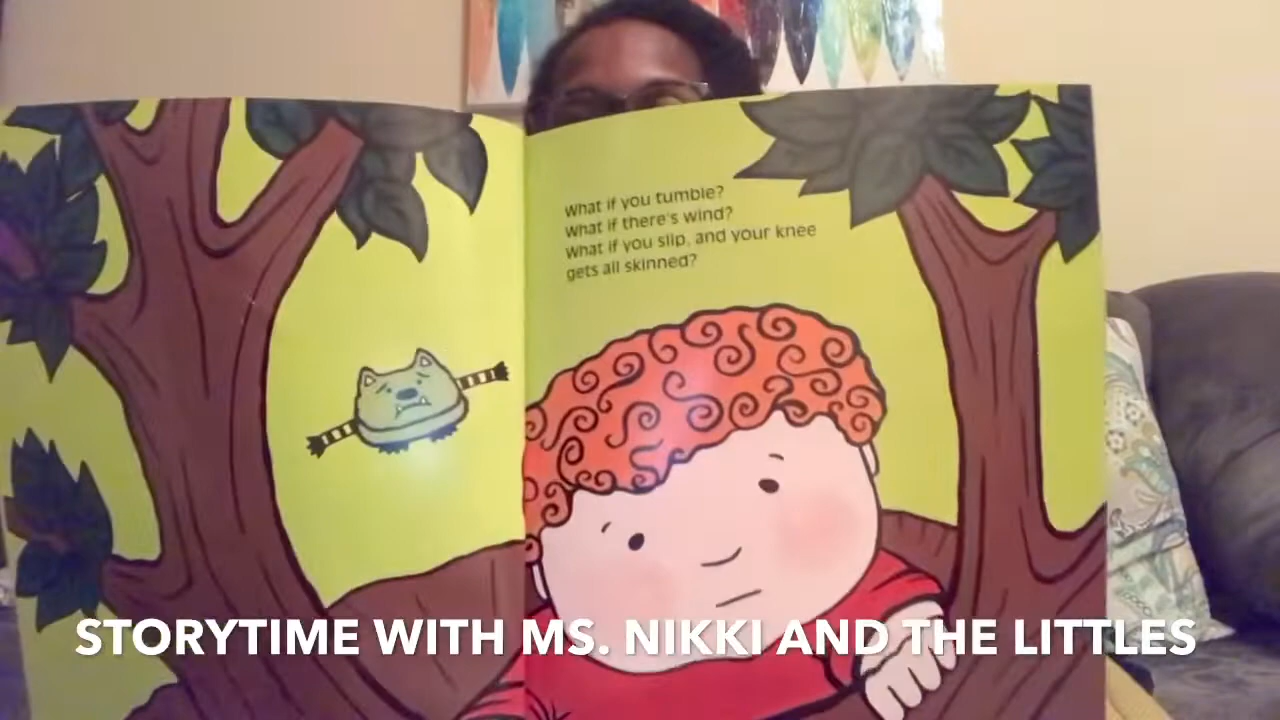 What if you tumble?
What if there's wind?
What if you slip, and your knee
gets all skinned?
STORYTIME WITH MS. NIKKI AND THE LITTLES